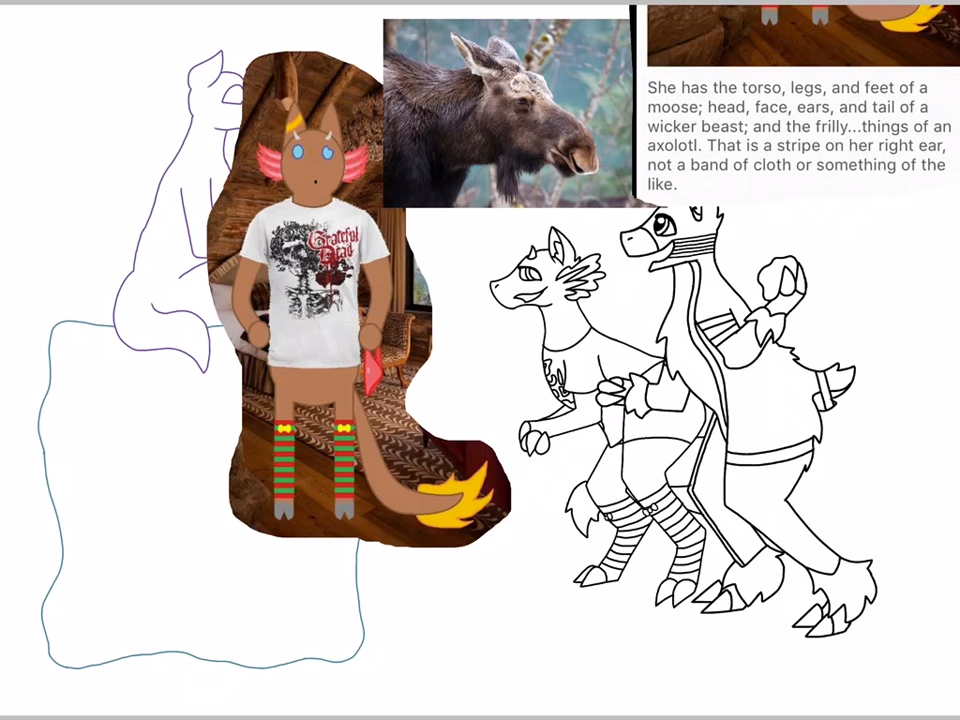 She has the torso, legs, and feet of a
moose; head, face, ears, and tail of a
wicker beast; and the frilly...things of an
axolotl. That is a stripe on her right ear,
not a band of cloth or something of the
like.
Grateful
Dead